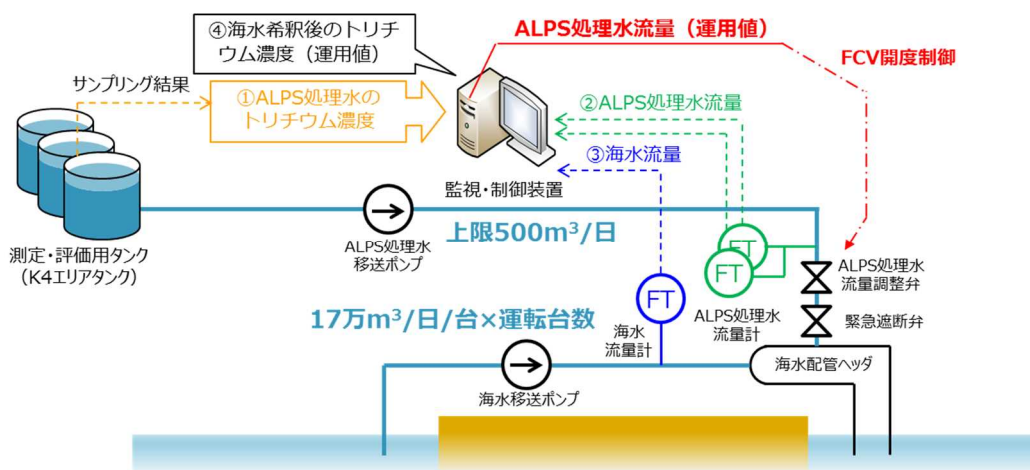 ④海水希釈後のトリチ
ウム濃度（運用値）
ALPS処理水流量（運用値）
FCV開度制御
サンプリング結果
①ALPS処理水の
トリチウム濃度
②ALPS処理水流量
③海水流量
監視・制御装置
上限500m³/日
ALPS処理水
移送ポンプ
測定・評価用タンク
（K4エリアタンク）
FT
FT
FT
ALPS処理水
流量調整弁
ALPS処理水
流量計
緊急遮断弁
17万m³/日/台×運転台数
海水
流量計
海水配管ヘッダ
海水移送ポンプ